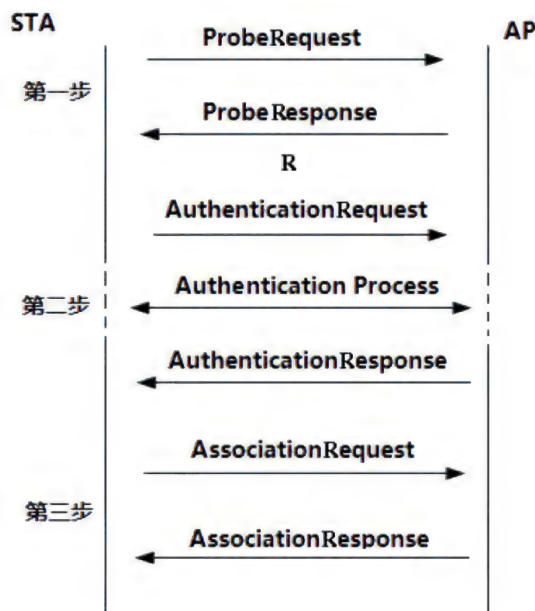 STA
AP
ProbeRequest
第一步
ProbeResponse
R
AuthenticationRequest
Authentication Process
第二步
AuthenticationResponse
AssociationRequest
第三步
AssociationResponse